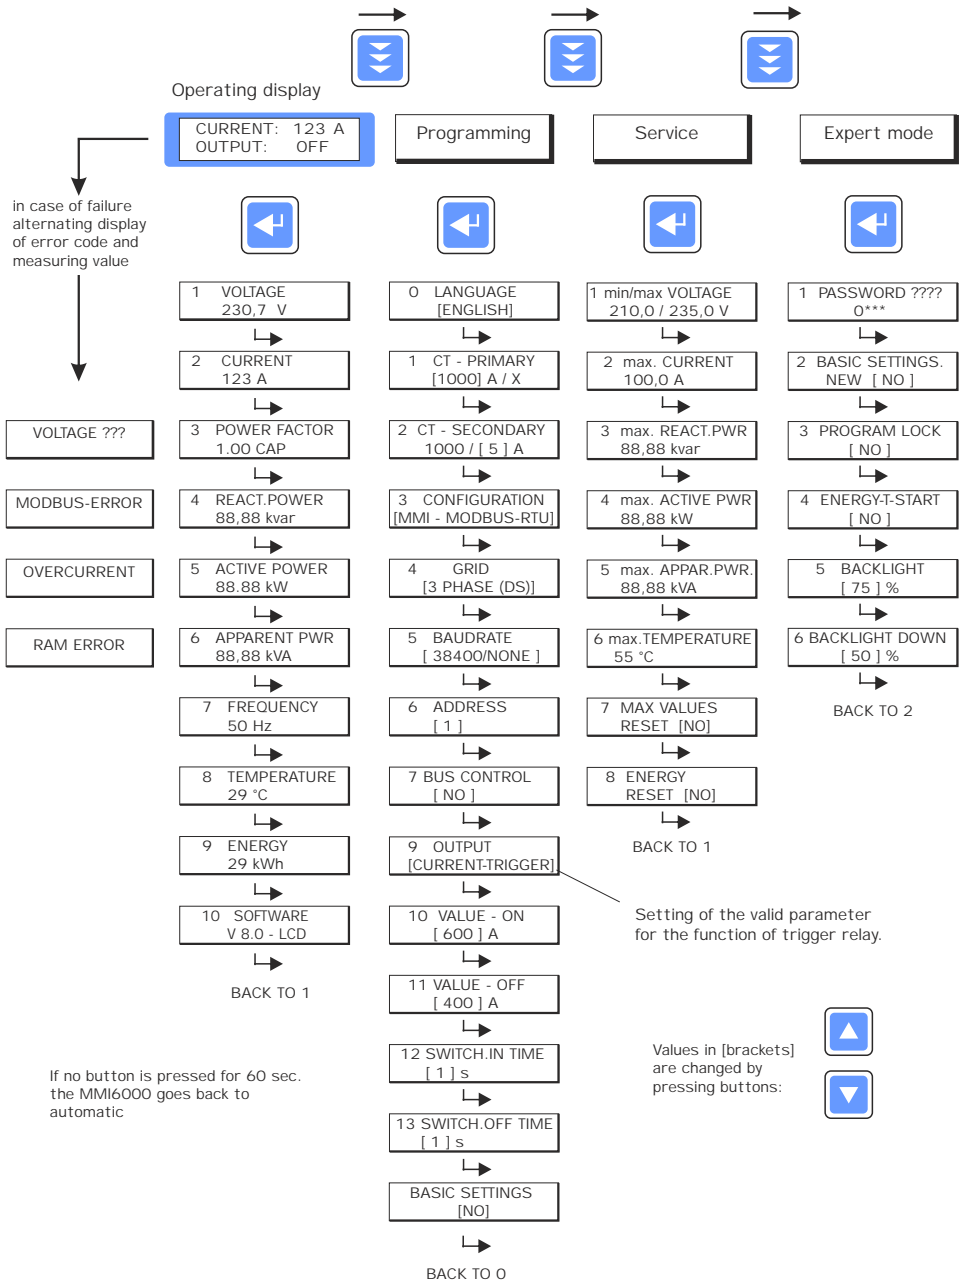 Operating display
CURRENT: 123 A
OUTPUT: OFF
Programming
Service
Expert mode
in case of failure
alternating display
of error code and
measuring value
VOLTAGE ???
MODBUS-ERROR
OVERCURRENT
RAM ERROR
1 VOLTAGE
230,7 V
2 CURRENT
123 A
3 POWER FACTOR
1.00 CAP
4 REACT.POWER
88,88 kvar
5 ACTIVE POWER
88.88 kW
6 APPARENT PWR
88,88 kVA
7 FREQUENCY
50 Hz
8 TEMPERATURE
29 °C
9 ENERGY
29 kWh
10 SOFTWARE
V 8.0 - LCD
BACK TO 1
0 LANGUAGE
[ENGLISH]
1 CT - PRIMARY
[1000] A / X
2 CT - SECONDARY
1000 / [ 5 ] A
3 CONFIGURATION
[MMI - MODBUS-RTU]
4 GRID
[3 PHASE (DS)]
5 BAUDRATE
[ 38400/NONE ]
6 ADDRESS
[ 1 ]
7 BUS CONTROL
[ NO ]
9 OUTPUT
[CURRENT-TRIGGER]
10 VALUE - ON
[ 600 ] A
11 VALUE - OFF
[ 400 ] A
12 SWITCH.IN TIME
[ 1 ] s
13 SWITCH.OFF TIME
[ 1 ] s
BASIC SETTINGS
[NO]
BACK TO 0
1 min/max VOLTAGE
210,0 / 235,0 V
2 max. CURRENT
100,0 A
3 max. REACT.PWR
88,88 kvar
4 max. ACTIVE PWR
88,88 kW
5 max. APPAR.PWR.
88,88 kVA
6 max.TEMPERATURE
55 °C
7 MAX VALUES
RESET [NO]
8 ENERGY
RESET [NO]
BACK TO 1
1 PASSWORD ????
0***
2 BASIC SETTINGS.
NEW [ NO ]
3 PROGRAM LOCK
[ NO ]
4 ENERGY-T-START
[ NO ]
5 BACKLIGHT
[ 75 ] %
6 BACKLIGHT DOWN
[ 50 ] %
BACK TO 2
Setting of the valid parameter
for the function of trigger relay.
Values in [brackets]
are changed by
pressing buttons:
If no button is pressed for 60 sec.
the MMI6000 goes back to
automatic